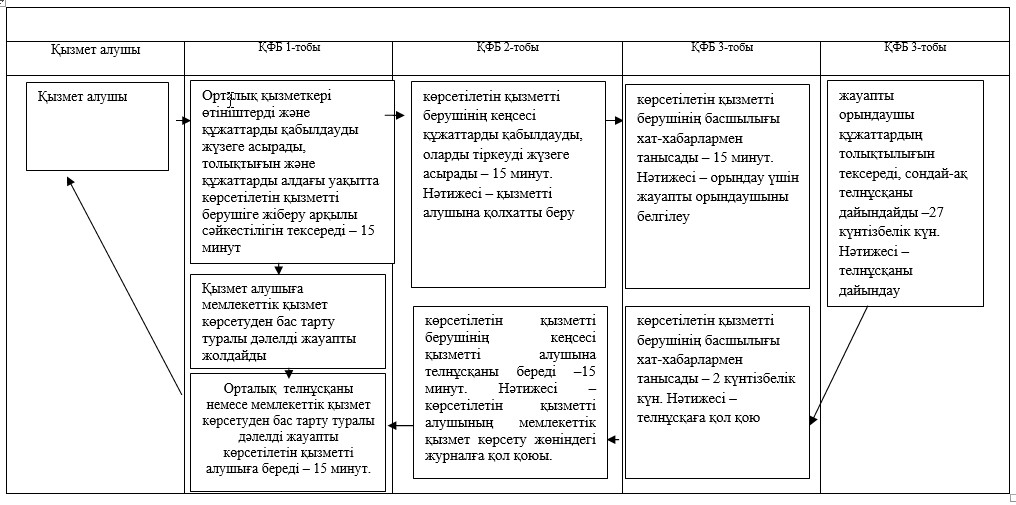 Қызмет алушы
ҚФБ 1-тобы
ҚФБ 2-тобы
ҚФБ 3-тобы
ҚФБ 3-тобы
Қызмет алушы
Орталық қызметкері
өтініштерді және
құжаттарды қабылдауды
жүзеге асырады,
толықтығын және
құжаттарды алдағы уақытта
көрсетілетін қызметті
берушіге жіберу арқылы
сәйкестілігін тексереді – 15
минут
Қызмет алушыға
мемлекеттік қызмет
көрсетуден бас тарту
туралы дәлелді жауапты
жолдайды
Орталық телнұсқаны
немесе мемлекеттік қызмет
көрсетуден бас тарту туралы
дәлелді жауапты
көрсетілетін қызметті
алушыға береді – 15 минут.
көрсетілетін қызметті
берушінің кеңсесі
құжаттарды қабылдауды,
оларды тіркеуді жүзеге
асырады – 15 минут.
Нәтижесі – қызметті
алушына қолхатты беру
көрсетілетін қызметті
берушінің кеңсесі
қызметті алушына
телнұсқаны береді –15
минут. Нәтижесі –
көрсетілетін қызметті
алушының мемлекеттік
қызмет көрсету жөніндегі
журналға қол қоюы.
көрсетілетін қызметті
берушінің басшылығы
хат-хабарлармен
танысады – 15 минут.
Нәтижесі – орындау үшін
жауапты орындаушыны
белгілеу
көрсетілетін қызметті
берушінің басшылығы
хат-хабарлармен
танысады – 2 күнтізбелік
күн. Нәтижесі –
телнұсқаға қол қою
жауапты
орындаушы
құжаттардың
толықтылығын
тексереді, сондай-ақ
телнұсқаны
дайындайды –27
күнтізбелік күн.
Нәтижесі –
телнұсқаны
дайындау